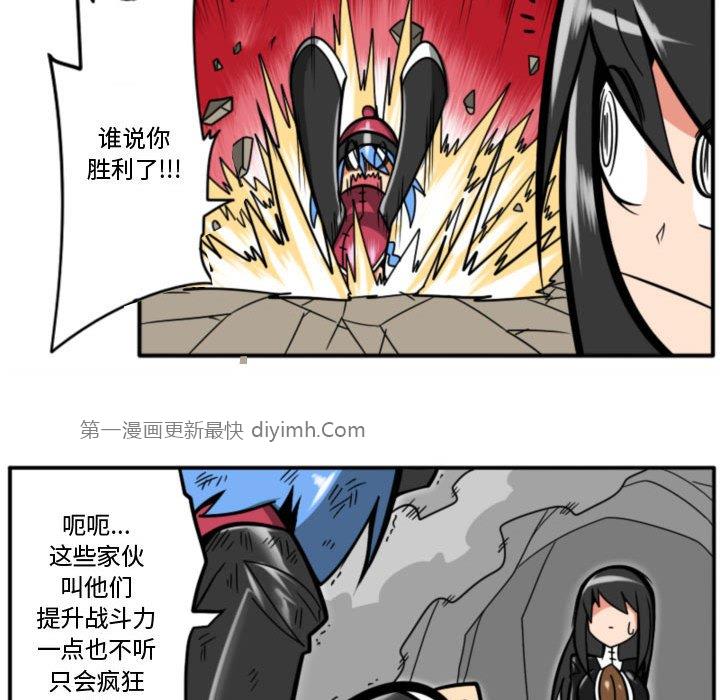 谁说你
胜利了!!!
第一漫画更新最快 diyimh.Com
呃呃...
这些家伙
叫他们
提升战斗力
一点也不听
只会疯狂